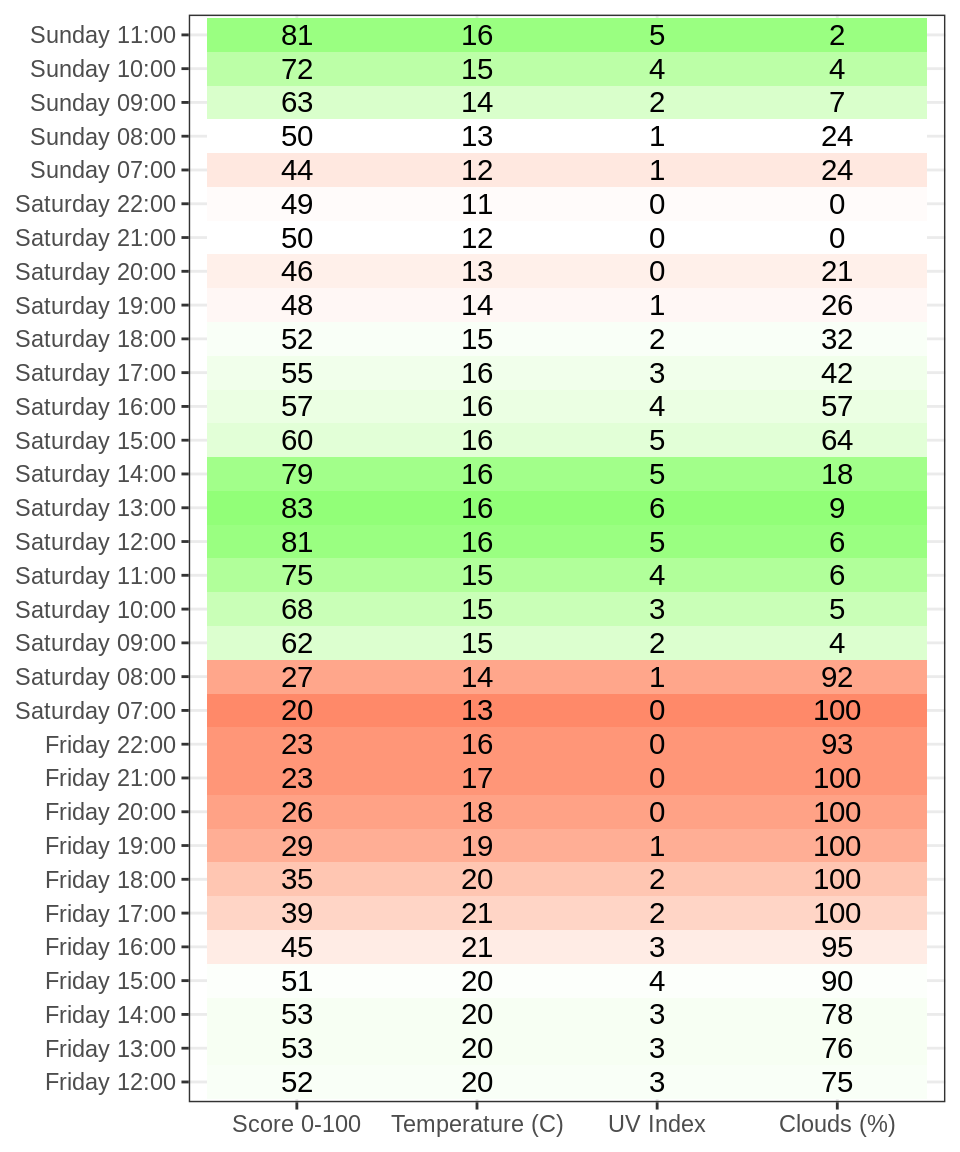 Sunday 11:00 81 16 5 2
Sunday 10:00 72 15 4 4
Sunday 09:00 63 14 2 7
Sunday 08:00 50 13 1 24
Sunday 07:00 44 12 1 24
Saturday 22:00 49 11 0 0
Saturday 21:00 50 12 0 0
Saturday 20:00 46 13 0 21
Saturday 19:00 48 14 1 26
Saturday 18:00 52 15 2 32
Saturday 17:00 55 16 3 42
Saturday 16:00 57 16 4 57
Saturday 15:00 60 16 5 64
Saturday 14:00 79 16 5 18
Saturday 13:00 83 16 6 9
Saturday 12:00 81 16 5 6
Saturday 11:00 75 15 4 6
Saturday 10:00 68 15 3 5
Saturday 09:00 62 15 2 4
Saturday 08:00 27 14 1 92
Saturday 07:00 20 13 0 100
Friday 22:00 23 16 0 93
Friday 21:00 23 17 0 100
Friday 20:00 26 18 0 100
Friday 19:00 29 19 1 100
Friday 18:00 35 20 2 100
Friday 17:00 39 21 2 100
Friday 16:00 45 21 3 95
Friday 15:00 51 20 4 90
Friday 14:00 53 20 3 78
Friday 13:00 53 20 3 76
Friday 12:00 52 20 3 75
Score 0-100 Temperature (C) UV Index Clouds (%)